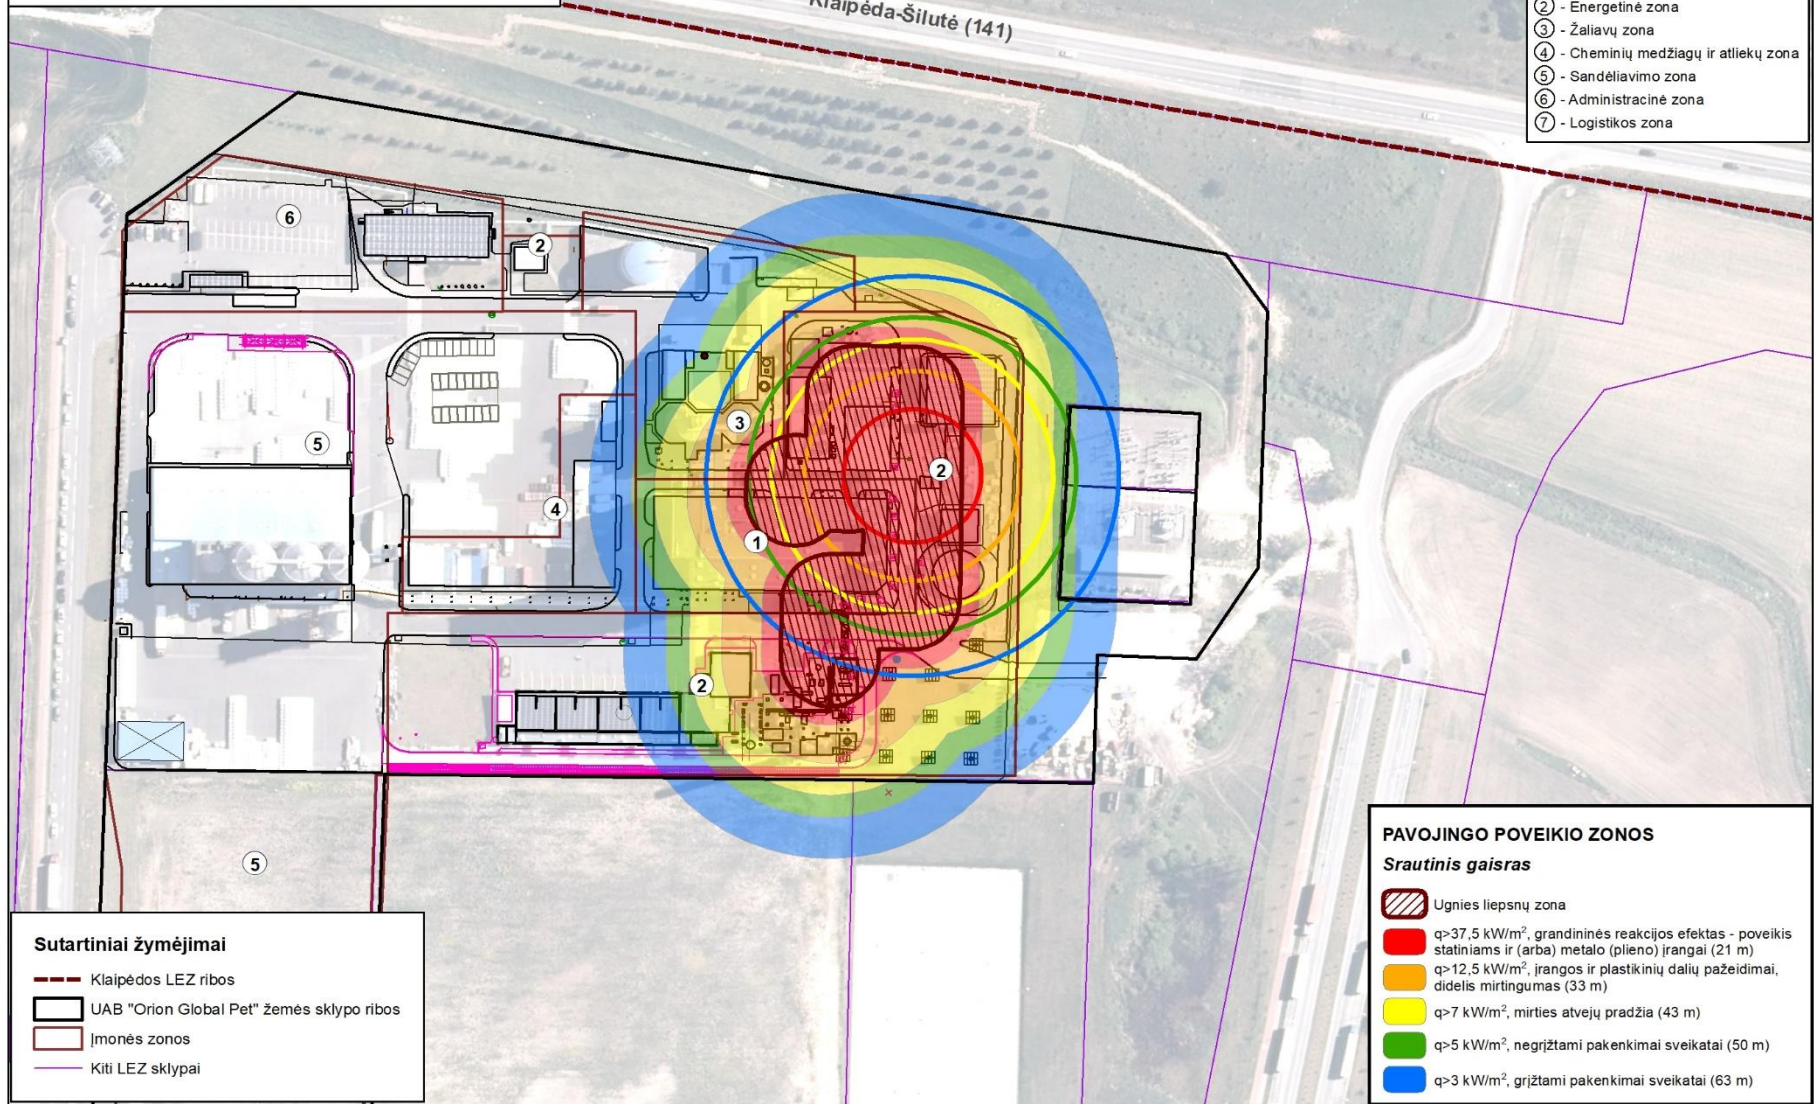 Klaipėda-Šilutė (141)
2 - Energetinė zona
3 - Žaliavų zona
4 - Cheminių medžiagų ir atliekų zona
5 - Sandėliavimo zona
6 - Administracinė zona
7 - Logistikos zona
6
2
3
5
2
4
1
2
5
PAVOJINGO POVEIKIO ZONOS
Srautinis gaisras
Ugnies liepsnų zona
q>37,5 kW/m², grandininės reakcijos efektas - poveikis
statiniams ir (arba) metalo (plieno) įrangai (21 m)
q>12,5 kW/m², įrangos ir plastikinių dalių pažeidimai,
didelis mirtingumas (33 m)
q>7 kW/m², mirties atvejų pradžia (43 m)
q>5 kW/m², negrįžtami pakenkimai sveikatai (50 m)
q>3 kW/m², grįžtami pakenkimai sveikatai (63 m)
Sutartiniai žymėjimai
Klaipėdos LEZ ribos
UAB "Orion Global Pet" žemės sklypo ribos
Įmonės zonos
Kiti LEZ sklypai